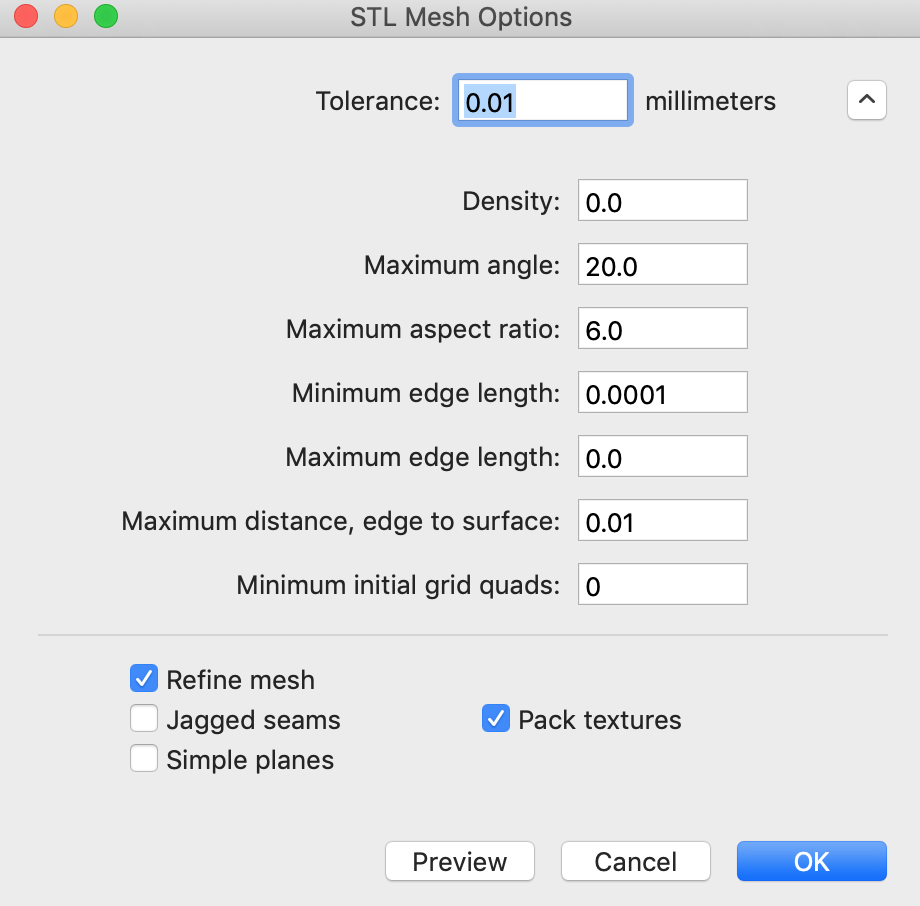 STL Mesh Options
Tolerance: 0.01 millimeters
Density: 0.0
Maximum angle: 20.0
Maximum aspect ratio: 6.0
Minimum edge length: 0.0001
Maximum edge length: 0.0
Maximum distance, edge to surface: 0.01
Minimum initial grid quads: 0
Refine mesh
Jagged seams Pack textures
Simple planes
Preview Cancel OK